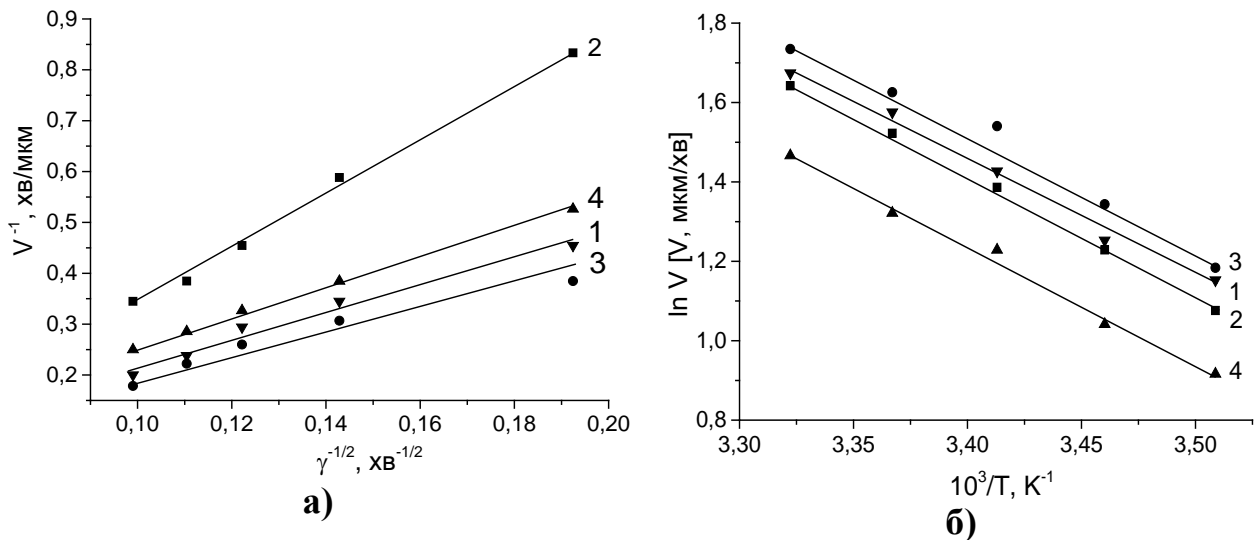 0,9
0,8
0,7
0,6
0,5
0,4
0,3
0,2
V⁻¹, хв/мкм
2
4
1
3
0,10 0,12 0,14 0,16 0,18 0,20
γ⁻¹/², хв⁻¹/²
а)
1,8
1,6
1,4
1,2
1,0
0,8
ln V [V, мкм/хв]
3
1
2
4
3,30 3,35 3,40 3,45 3,50
10³/T, K⁻¹
б)